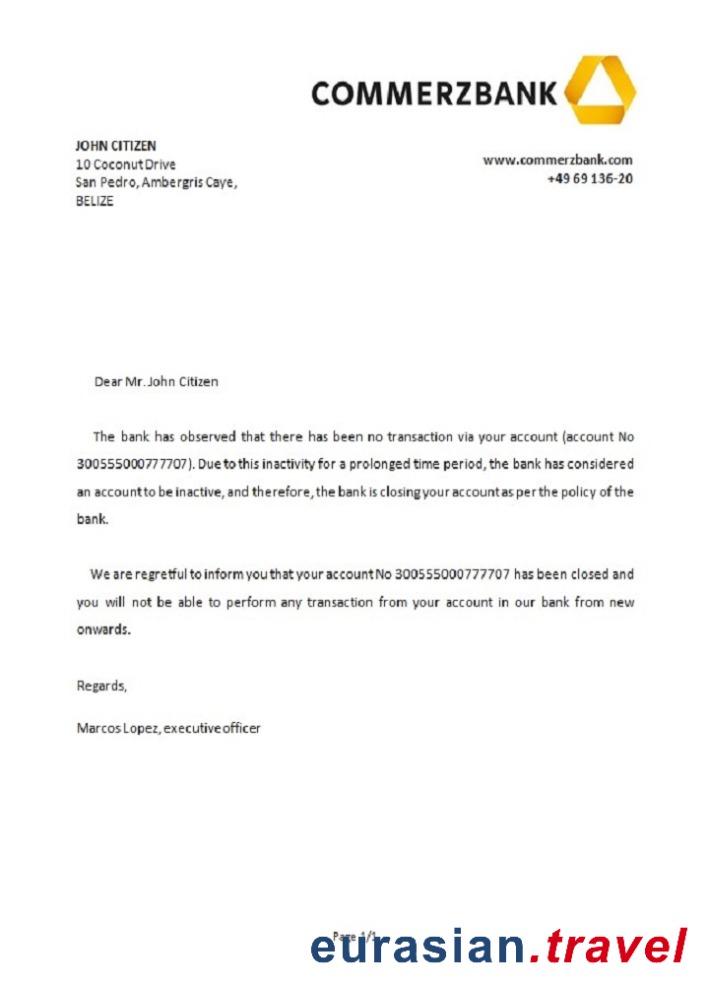 COMMERZBANK
JOHN CITIZEN
10 Coconut Drive
San Pedro, Ambergris Caye,
BELIZE
www.commerzbank.com
+49 69 136-20
Dear Mr. John Citizen
The bank has observed that there has been no transaction via your account (account No
300555000777707). Due to this inactivity for a prolonged time period, the bank has considered
an account to be inactive, and therefore, the bank is closing your account as per the policy of the
bank.
We are regretful to inform you that your account No 300555000777707 has been closed and
you will not be able to perform any transaction from your account in our bank from new
onwards.
Regards,
Marcos Lopez, executive officer
Page 1/1
eurasian.travel